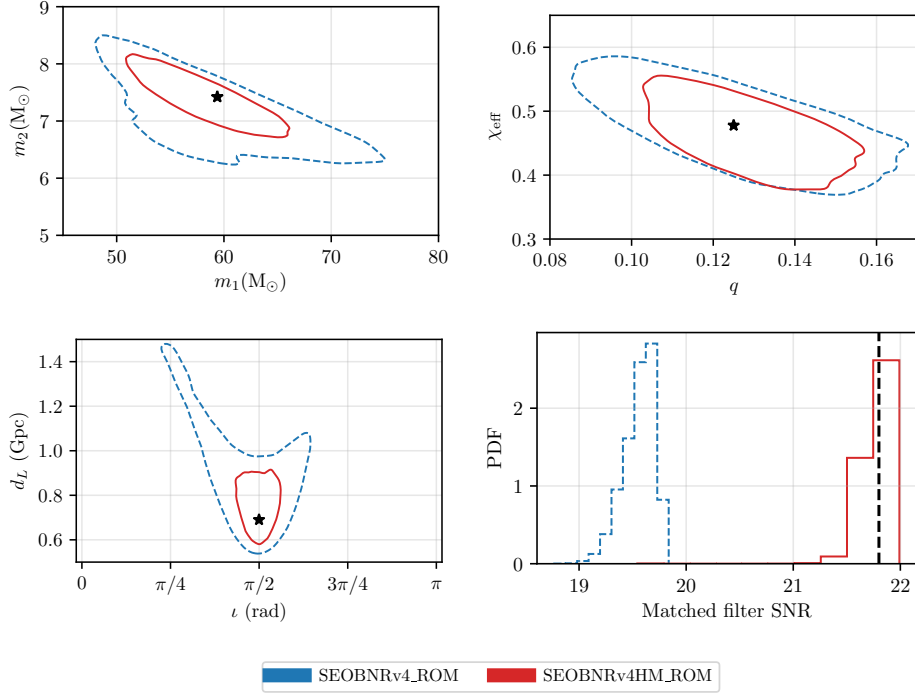 9
8
7
6
5
m₂(M⊙)
50
60
70
80
m₁(M⊙)
0.6
0.5
0.4
0.3
χeff
0.08
0.10
0.12
0.14
0.16
q
1.4
1.2
1.0
0.8
0.6
d_L (Gpc)
0
π/4
π/2
3π/4
π
ι (rad)
2
1
0
PDF
19
20
21
22
Matched filter SNR
SEOBNRv4_ROM
SEOBNRv4HM_ROM